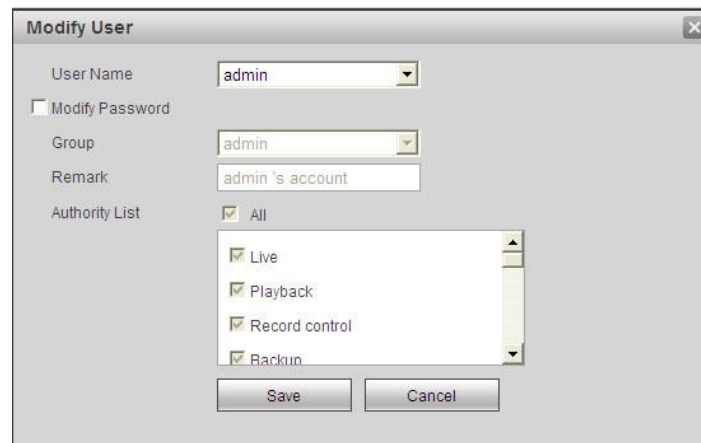 Modify User
User Name admin
Modify Password
Group admin
Remark admin 's account
Authority List All
Live
Playback
Record control
Backup
Save Cancel